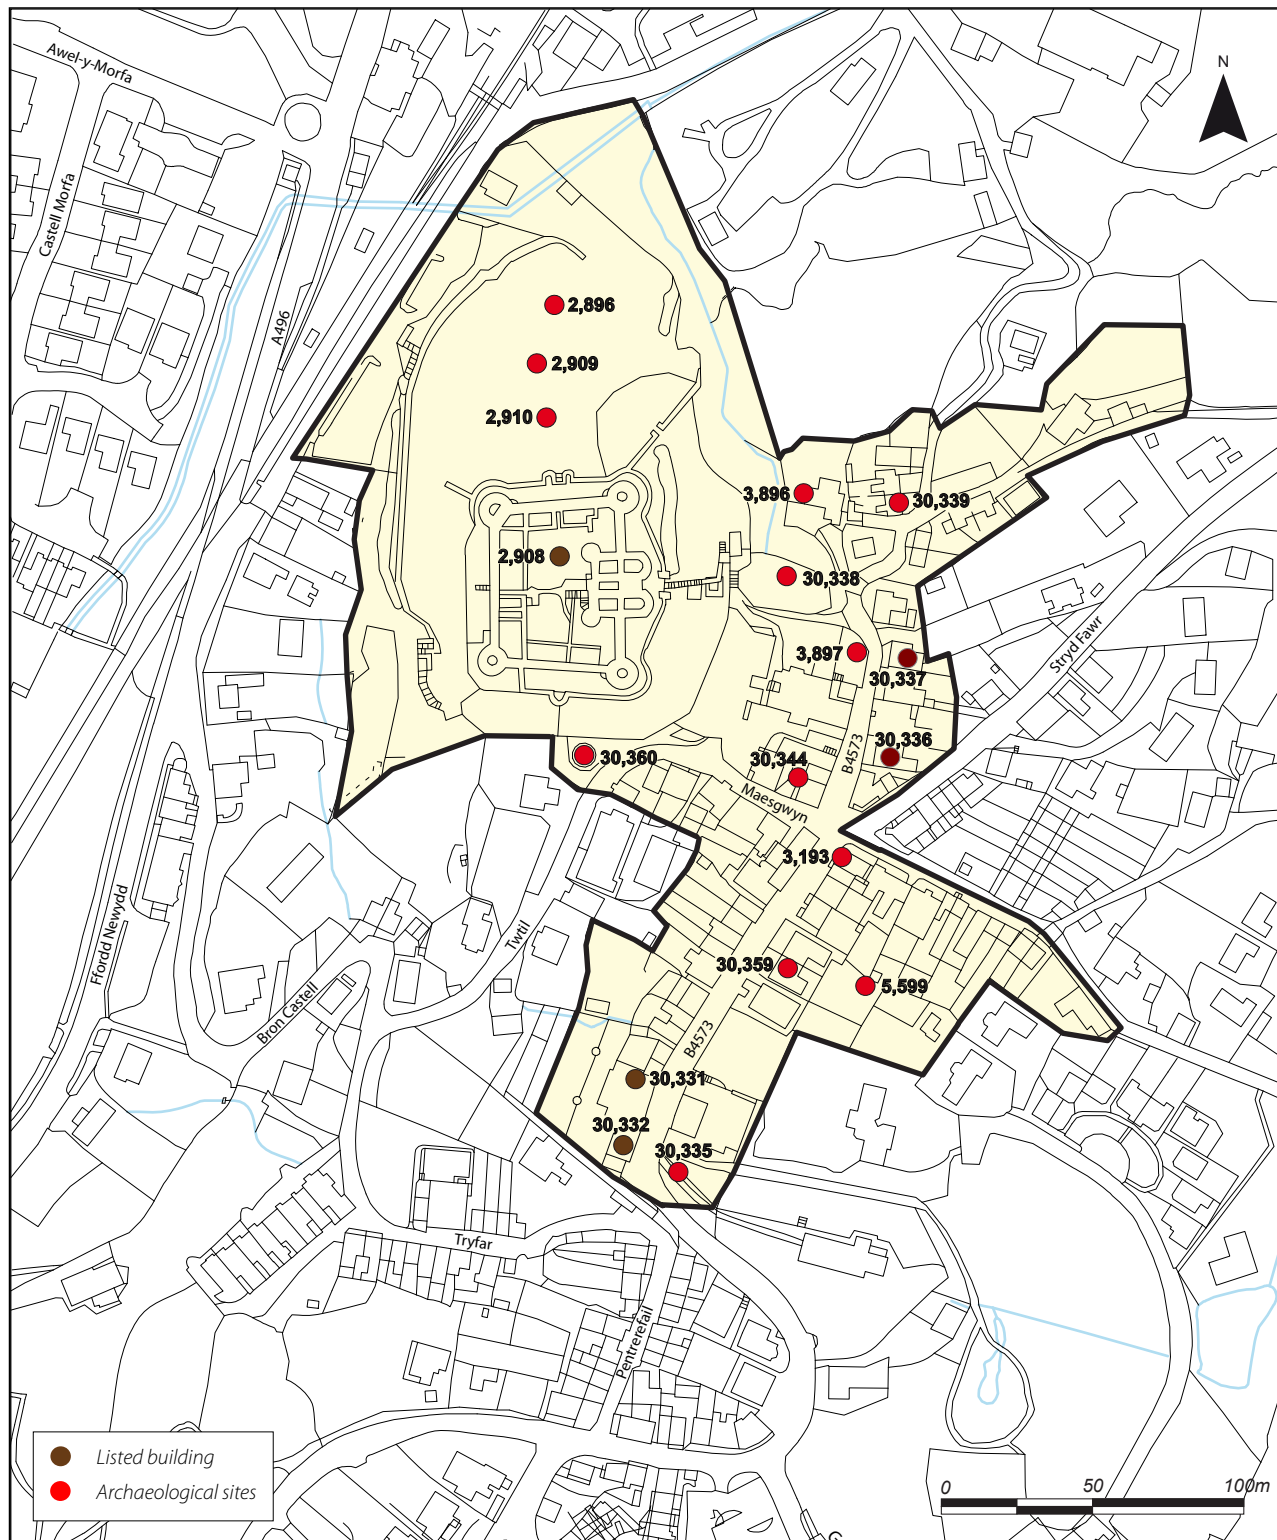 N
Awel-y-Morfa
Castell Morfa
A496
2,896
2,909
2,910
3,896
30,339
2,908
30,338
Stryd Fawr
3,897
30,337
30,336
B4573
30,360
30,344
Maesgwyn
3,193
Ffordd Newydd
Twtil
30,359
5,599
Bron Castell
B4573
30,331
30,332
30,335
Tryfar
Pentrerefail
Listed building
Archaeological sites
0 50 100m